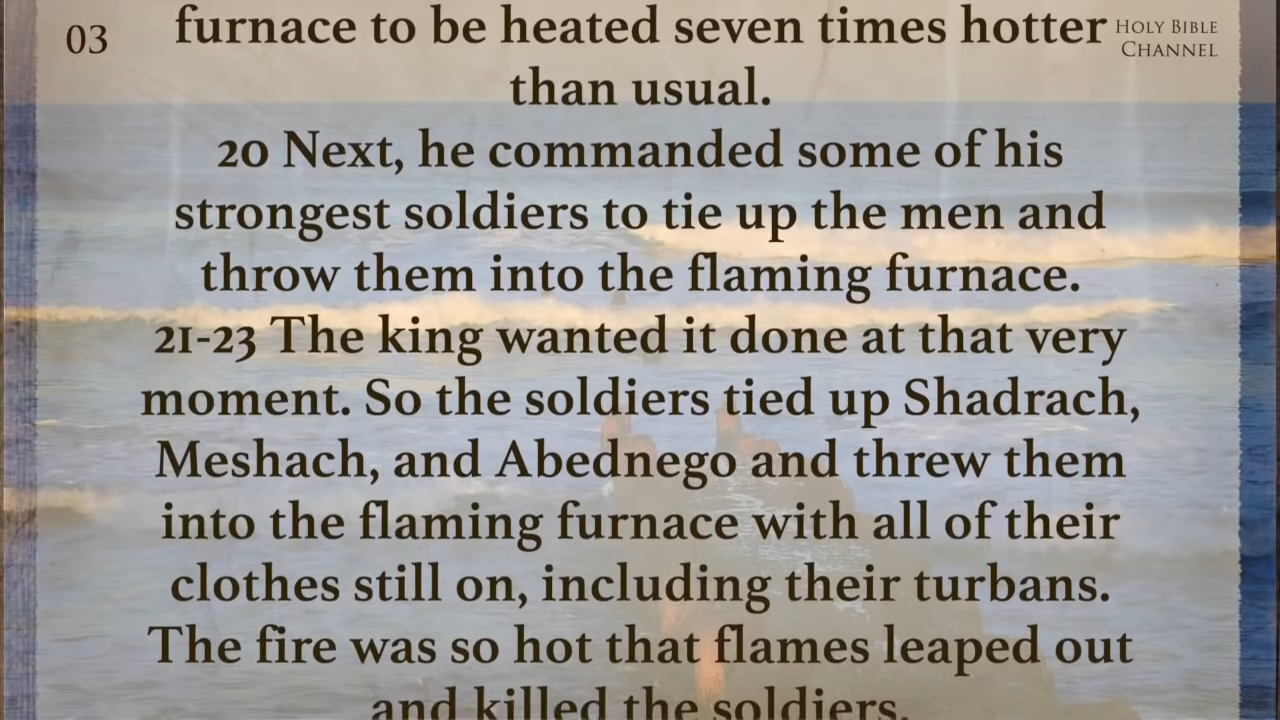 03
HOLY BIBLE
CHANNEL
furnace to be heated seven times hotter
than usual.
20 Next, he commanded some of his
strongest soldiers to tie up the men and
throw them into the flaming furnace.
21-23 The king wanted it done at that very
moment. So the soldiers tied up Shadrach,
Meshach, and Abednego and threw them
into the flaming furnace with all of their
clothes still on, including their turbans.
The fire was so hot that flames leaped out
and killed the soldiers.